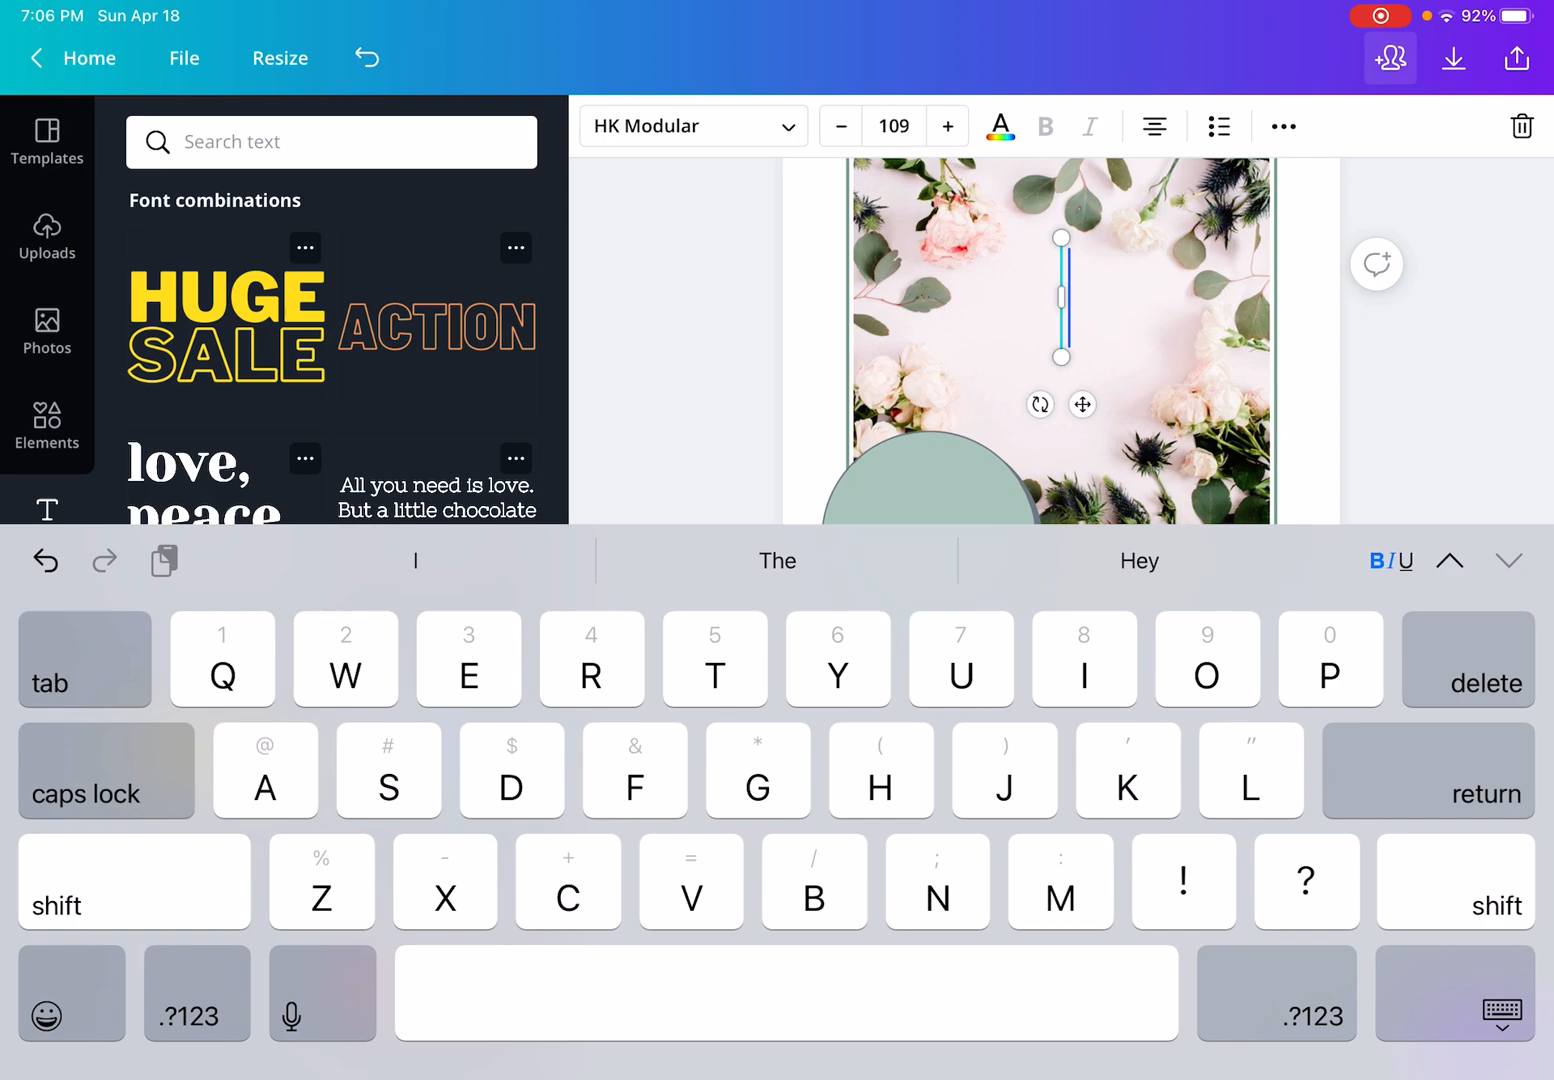 7:06 PM Sun Apr 18
92%
Home File Resize
Templates
Uploads
Photos
Elements
T
Search text
Font combinations
HUGE
SALE
ACTION
love,
peace
All you need is love.
But a little chocolate
HK Modular
- 109 + A B I
I The Hey BIU
tab
1 2 3 4 5 6 7 8 9 0
Q W E R T Y U I O P
delete
caps lock
@ # $ & * ( ) ' "
A S D F G H J K L
return
shift
% - + = / ; :
Z X C V B N M ! ?
shift
.?123 .?123